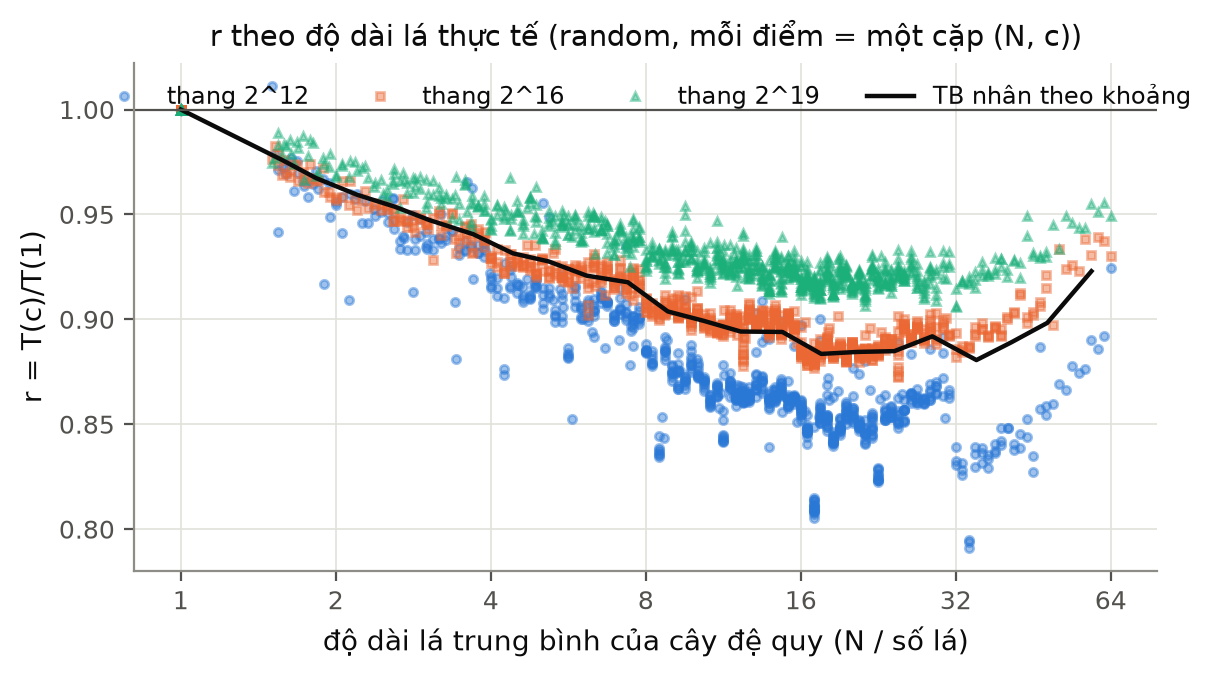 r theo độ dài lá thực tế (random, mỗi điểm = một cặp (N, c))
thang 2^12 thang 2^16 thang 2^19 TB nhân theo khoảng
1.00
0.95
0.90
0.85
0.80
r = T(c)/T(1)
1 2 4 8 16 32 64
độ dài lá trung bình của cây đệ quy (N / số lá)